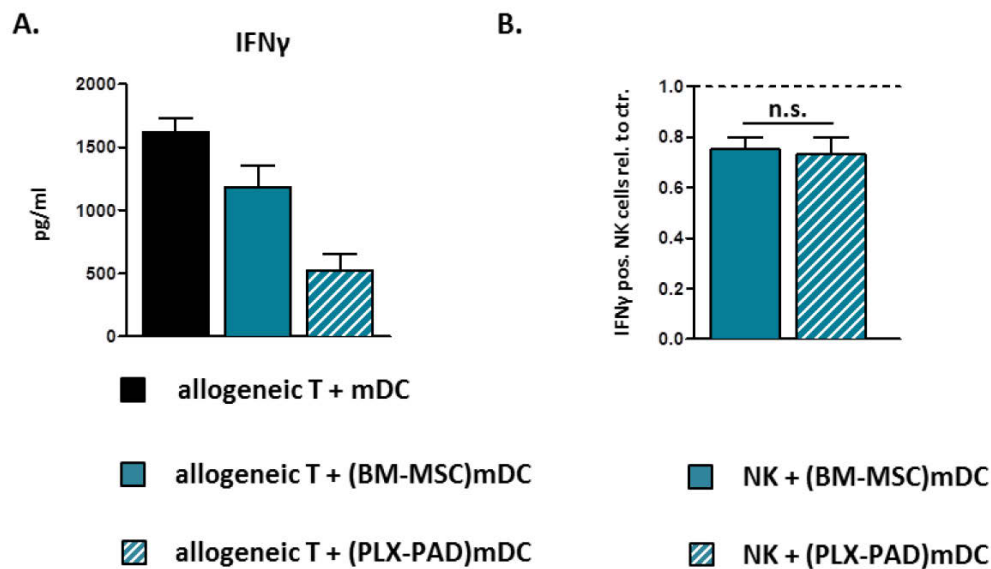 A.
IFNγ
2000
1500
1000
500
0
pg/ml
allogeneic T + mDC
allogeneic T + (BM-MSC)mDC
allogeneic T + (PLX-PAD)mDC
B.
1.0
0.8
0.6
0.4
0.2
0.0
IFNγ pos. NK cells rel. to ctr.
n.s.
NK + (BM-MSC)mDC
NK + (PLX-PAD)mDC